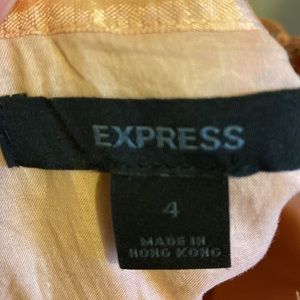 EXPRESS
4
MADE IN
HONG KONG